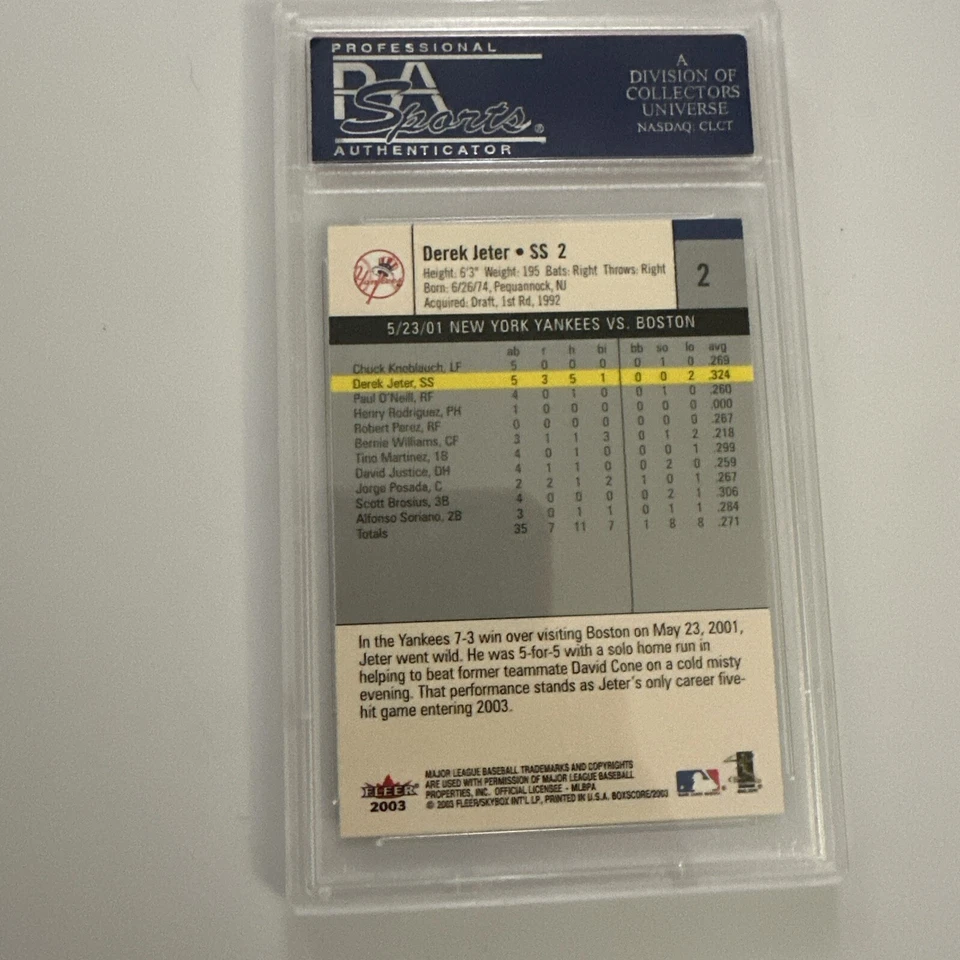 PROFESSIONAL
PSA
Sports®
AUTHENTICATOR
A
DIVISION OF
COLLECTORS
UNIVERSE
NASDAQ: CLCT
Derek Jeter • SS 2
Height: 6'3" Weight: 195 Bats: Right Throws: Right
Born: 6/26/74, Pequannock, NJ
Acquired: Draft, 1st Rd, 1992
2
5/23/01 NEW YORK YANKEES VS. BOSTON
ab r h bi bb so lo avg
Chuck Knoblauch, LF 5 0 0 0 0 1 0 .269
Derek Jeter, SS 5 3 5 1 0 0 2 .324
Paul O'Neill, RF 4 0 1 0 0 1 0 .260
Henry Rodriguez, PH 1 0 0 0 0 0 0 .000
Robert Perez, RF 0 0 0 0 0 0 0 .267
Bernie Williams, CF 3 1 1 3 0 1 2 .218
Tino Martinez, 1B 4 0 1 0 0 0 1 .299
David Justice, DH 4 1 1 0 0 2 0 .259
Jorge Posada, C 2 2 1 2 1 0 1 .267
Scott Brosius, 3B 4 0 0 0 0 2 1 .306
Alfonso Soriano, 2B 3 0 1 1 0 1 1 .284
Totals 35 7 11 7 1 8 8 .271
In the Yankees 7-3 win over visiting Boston on May 23, 2001,
Jeter went wild. He was 5-for-5 with a solo home run in
helping to beat former teammate David Cone on a cold misty
evening. That performance stands as Jeter's only career five-
hit game entering 2003.
FLEER
2003
MAJOR LEAGUE BASEBALL TRADEMARKS AND COPYRIGHTS
ARE USED WITH PERMISSION OF MAJOR LEAGUE BASEBALL
PROPERTIES, INC. OFFICIAL LICENSEE - MLBPA
© 2003 FLEER/SKYBOX INT'L LP, PRINTED IN U.S.A. BOXSCORE/2003